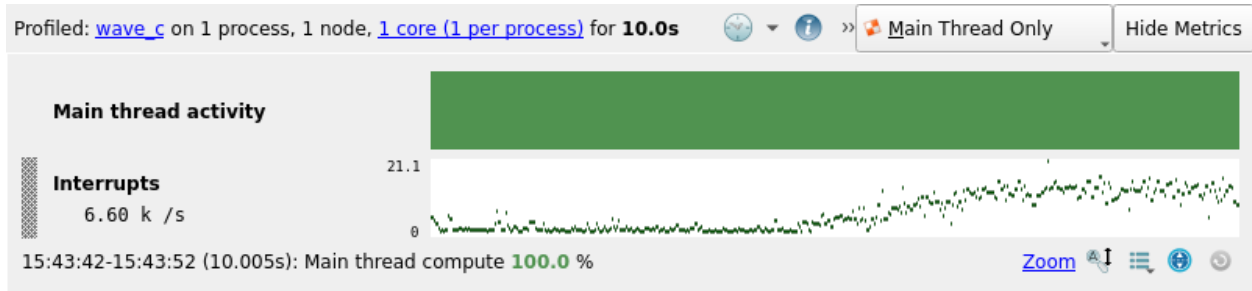 Profiled: wave_c on 1 process, 1 node, 1 core (1 per process) for 10.0s » Main Thread Only Hide Metrics
Main thread activity
21.1
Interrupts
6.60 k /s
0
15:43:42-15:43:52 (10.005s): Main thread compute 100.0 % Zoom